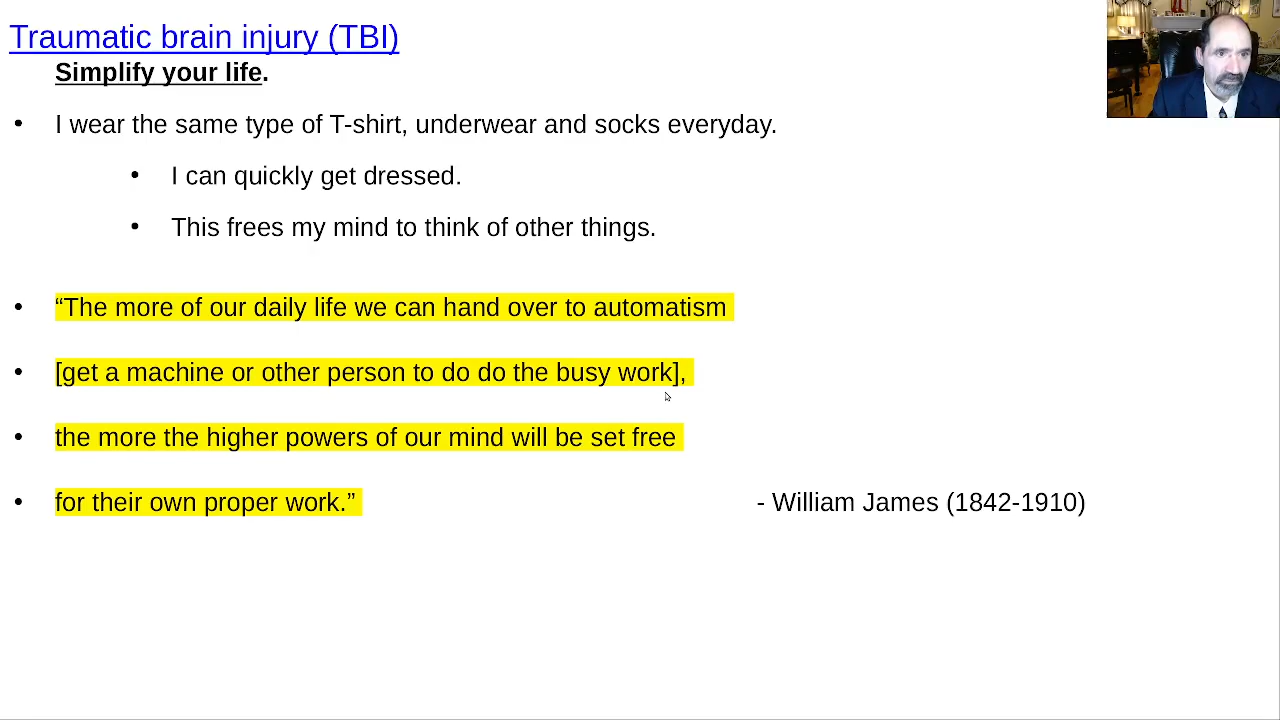 Traumatic brain injury (TBI)
Simplify your life.
• I wear the same type of T-shirt, underwear and socks everyday.
• I can quickly get dressed.
• This frees my mind to think of other things.
• “The more of our daily life we can hand over to automatism
• [get a machine or other person to do do the busy work],
• the more the higher powers of our mind will be set free
• for their own proper work.” - William James (1842-1910)